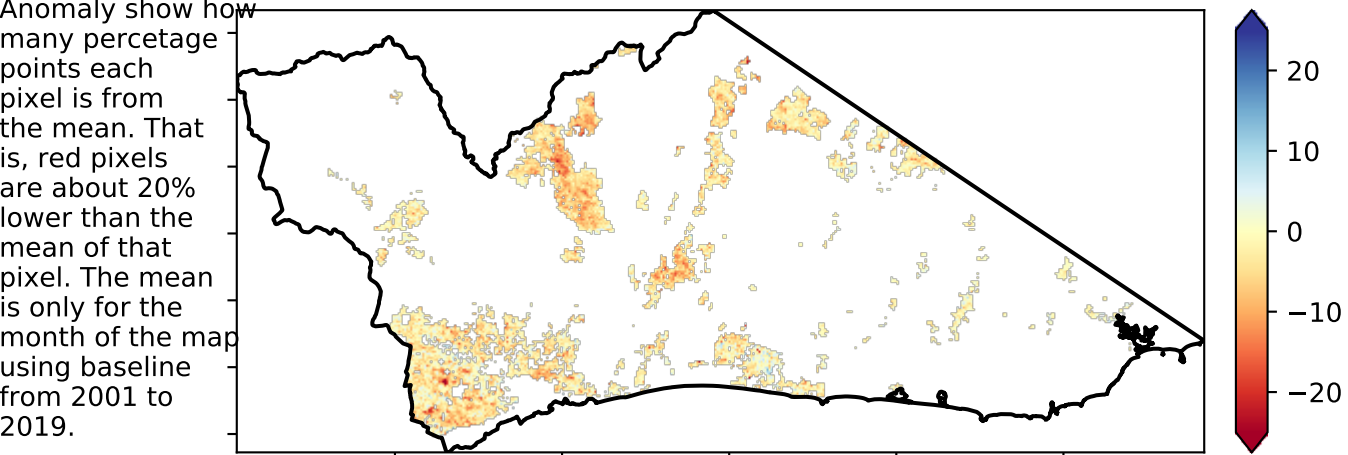 Anomaly show how
many percetage
points each
pixel is from
the mean. That
is, red pixels
are about 20%
lower than the
mean of that
pixel. The mean
is only for the
month of the map
using baseline
from 2001 to
2019.
20
10
0
−10
−20